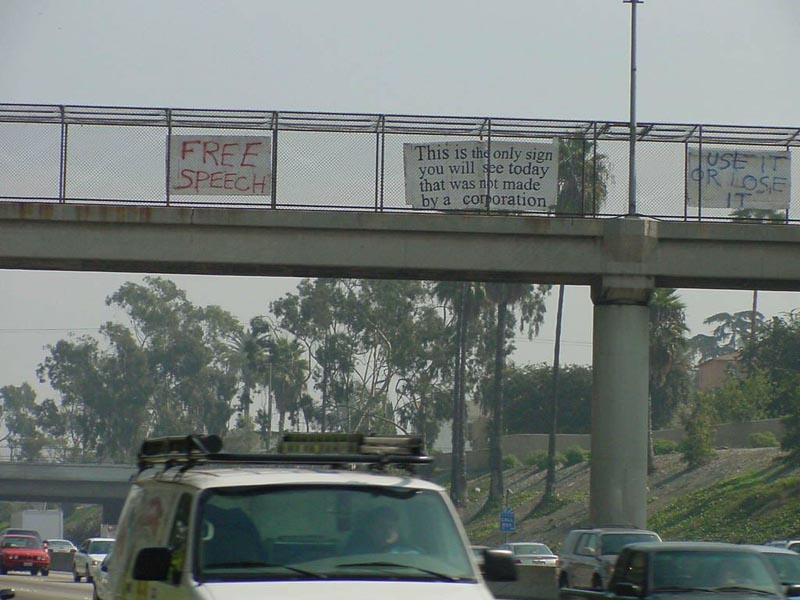 FREE
SPEECH
This is the only sign
you will see today
that was not made
by a corporation
USE IT
OR LOSE
IT